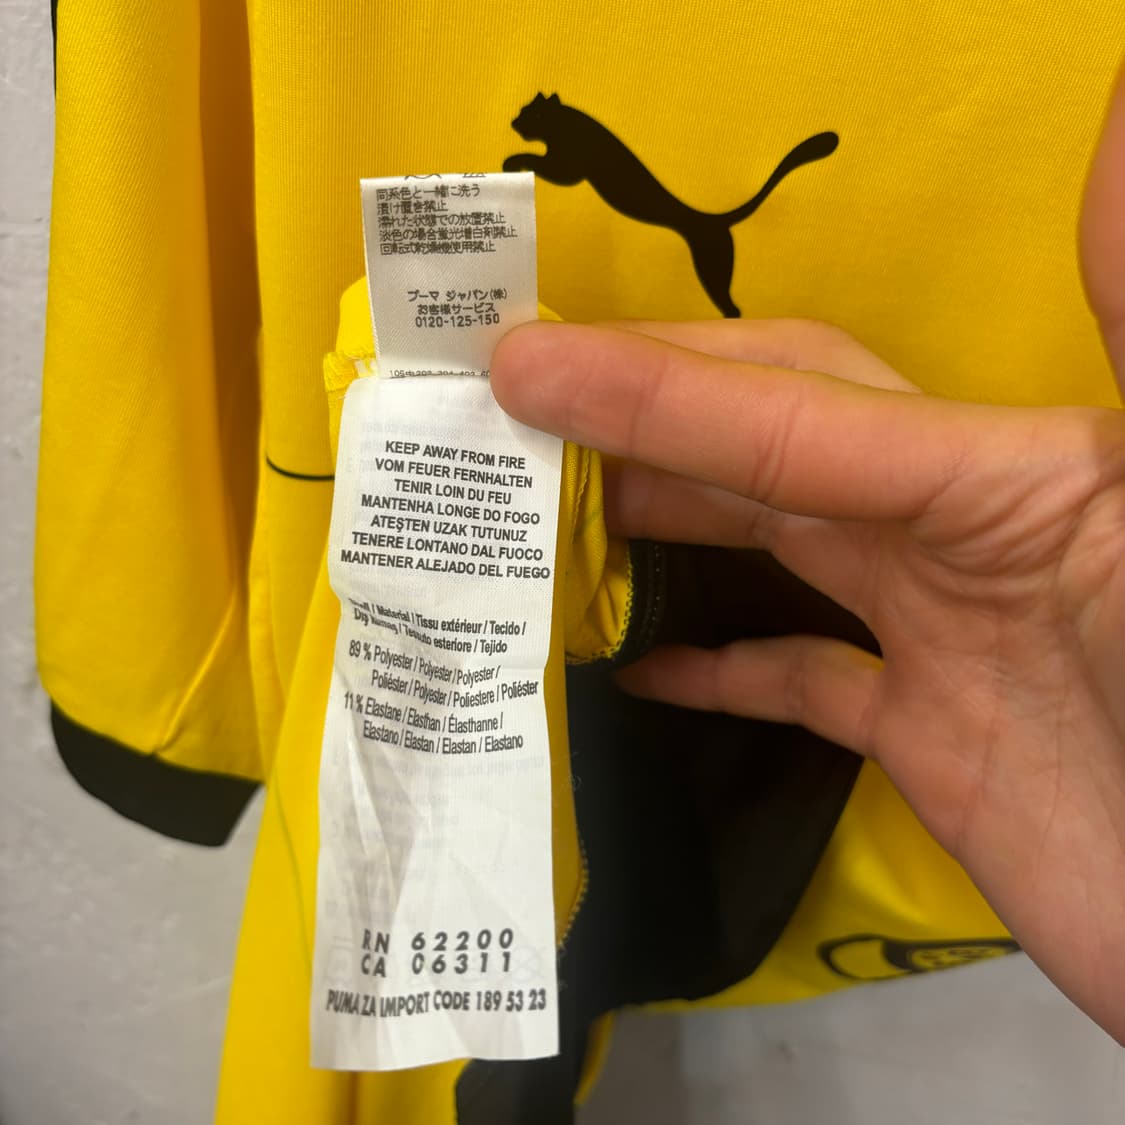 同系色と一緒に洗う
漬け置き禁止
濡れた状態での放置禁止
淡色の場合蛍光増白剤禁止
回転式乾燥機使用禁止
プーマ ジャパン(株)
お客様サービス
0120-125-150
KEEP AWAY FROM FIRE
VOM FEUER FERNHALTEN
TENIR LOIN DU FEU
MANTENHA LONGE DO FOGO
ATEŞTEN UZAK TUTUNUZ
TENERE LONTANO DAL FUOCO
MANTENER ALEJADO DEL FUEGO
/ Material / Tissu extérieur / Tecido /
Dış / Tessuto esteriore / Tejido
89 % Polyester / Polyester / Polyester /
Poliéster / Polyester / Poliestere / Poliéster
11 % Elastane / Elasthan / Élasthanne /
Elastano / Elastan / Elastan / Elastano
RN 62200
CA 06311
PUMA ZA IMPORT CODE 189 53 23